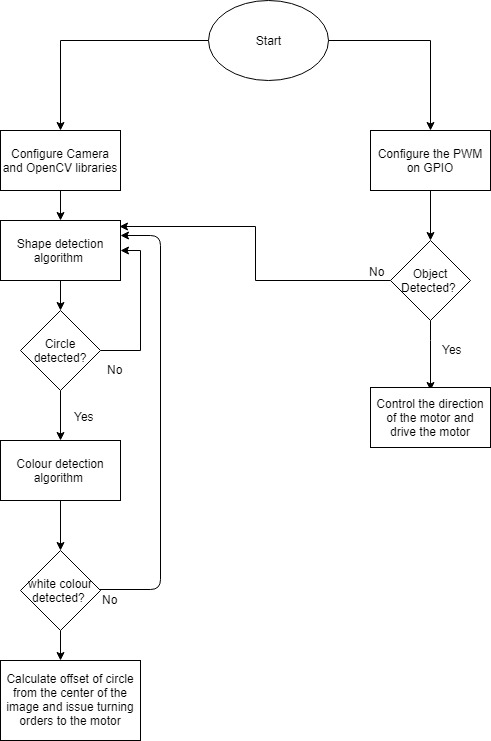 Start
Configure Camera
and OpenCV libraries
Configure the PWM
on GPIO
Shape detection
algorithm
No
Object
Detected?
Circle
detected?
No
Yes
Yes
Control the direction
of the motor and
drive the motor
Colour detection
algorithm
white colour
detected?
No
Calculate offset of circle
from the center of the
image and issue turning
orders to the motor